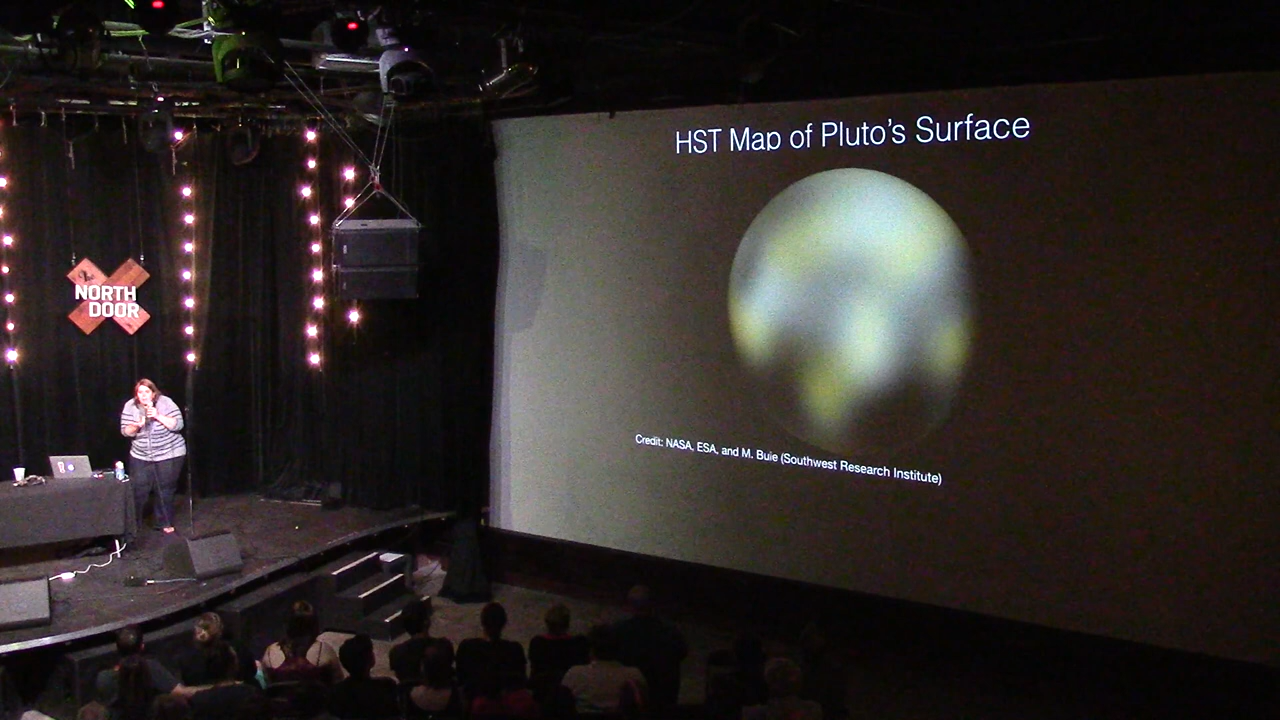 HST Map of Pluto's Surface
NORTH
DOOR
Credit: NASA, ESA, and M. Buie (Southwest Research Institute)